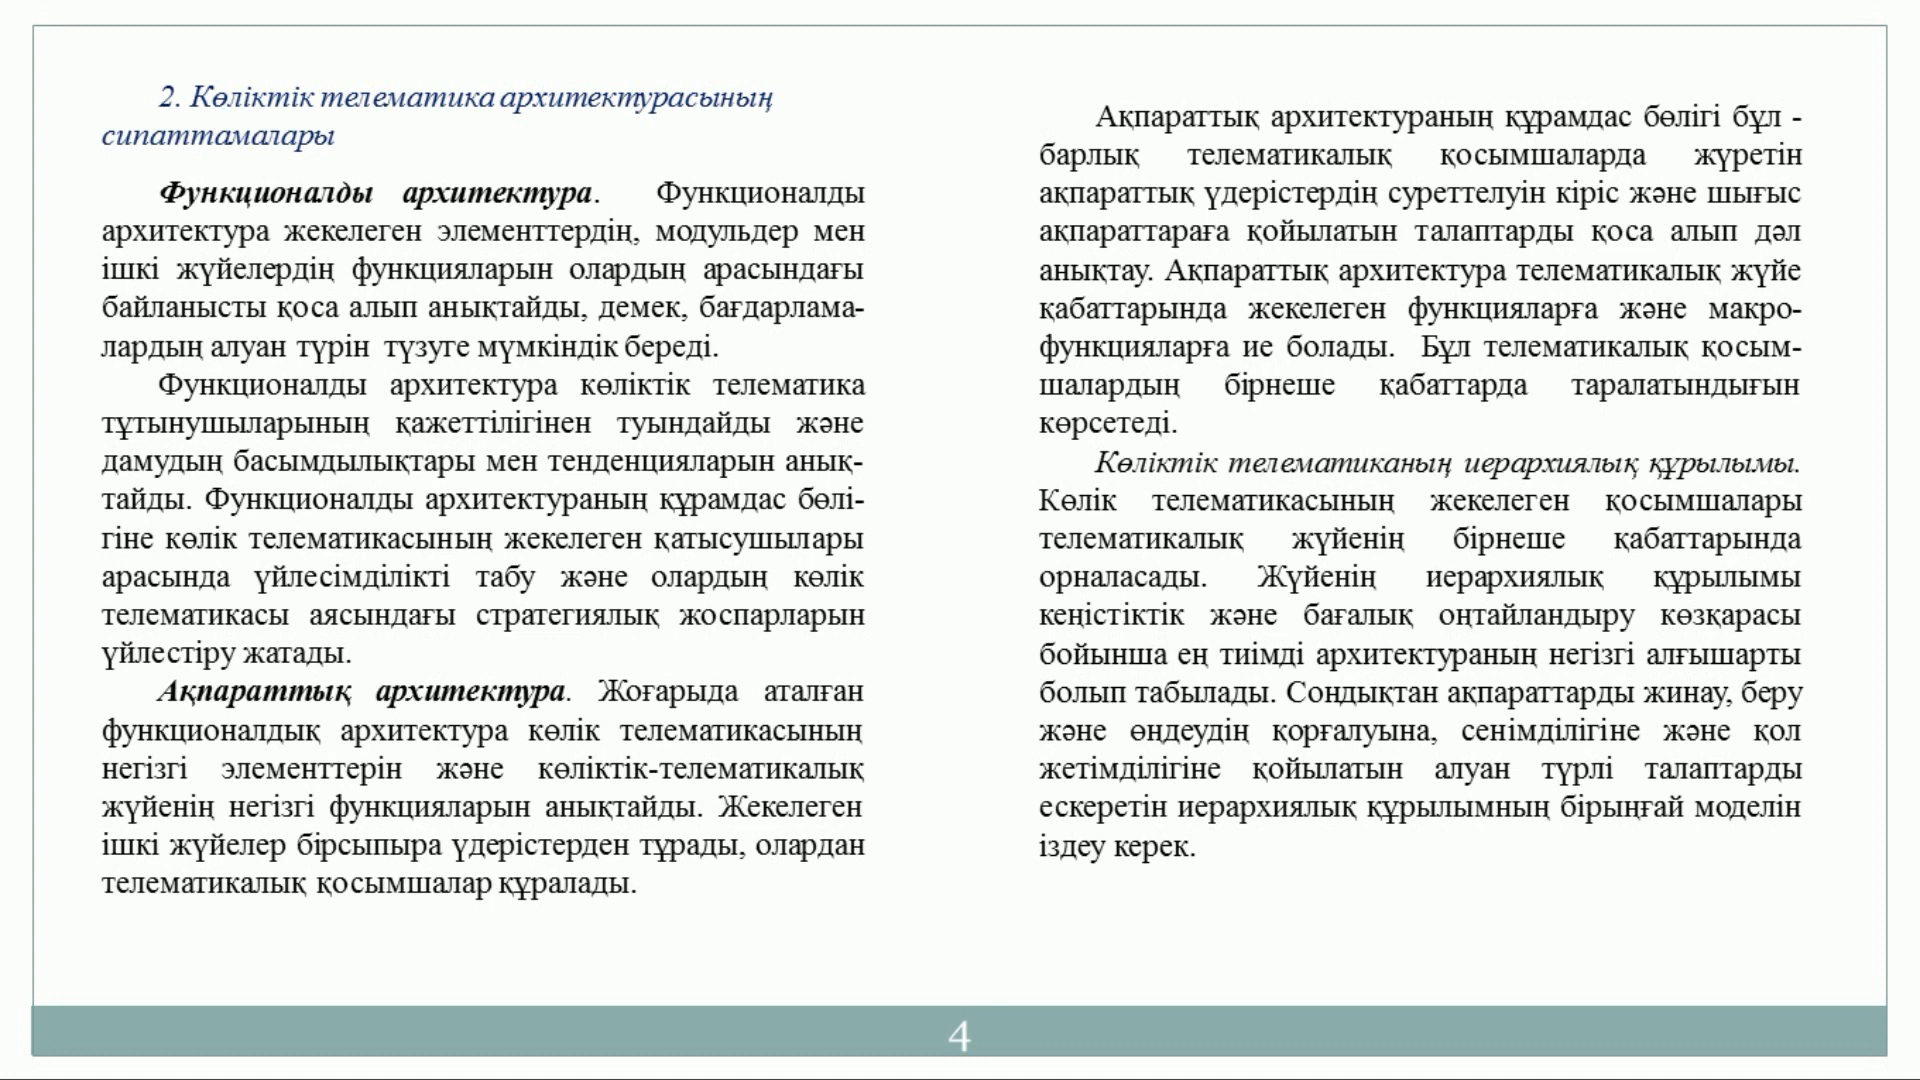 2. Көліктік телематика архитектурасының
сипаттамалары
Функционалды архитектура. Функционалды
архитектура жекелеген элементтердің, модульдер мен
ішкі жүйелердің функцияларын олардың арасындағы
байланысты қоса алып анықтайды, демек, бағдарлама-
лардың алуан түрін түзуге мүмкіндік береді.
Функционалды архитектура көліктік телематика
тұтынушыларының қажеттілігінен туындайды және
дамудың басымдылықтары мен тенденцияларын анық-
тайды. Функционалды архитектураның құрамдас бөлі-
гіне көлік телематикасының жекелеген қатысушылары
арасында үйлесімділікті табу және олардың көлік
телематикасы аясындағы стратегиялық жоспарларын
үйлестіру жатады.
Ақпараттық архитектура. Жоғарыда аталған
функционалдық архитектура көлік телематикасының
негізгі элементтерін және көліктік-телематикалық
жүйенің негізгі функцияларын анықтайды. Жекелеген
ішкі жүйелер бірсыпыра үдерістерден тұрады, олардан
телематикалық қосымшалар құралады.
Ақпараттық архитектураның құрамдас бөлігі бұл -
барлық телематикалық қосымшаларда жүретін
ақпараттық үдерістердің суреттелуін кіріс және шығыс
ақпараттараға қойылатын талаптарды қоса алып дәл
анықтау. Ақпараттық архитектура телематикалық жүйе
қабаттарында жекелеген функцияларға және макро-
функцияларға ие болады. Бұл телематикалық қосым-
шалардың бірнеше қабаттарда таралатындығын
көрсетеді.
Көліктік телематиканың иерархиялық құрылымы.
Көлік телематикасының жекелеген қосымшалары
телематикалық жүйенің бірнеше қабаттарында
орналасады. Жүйенің иерархиялық құрылымы
кеңістіктік және бағалық оңтайландыру көзқарасы
бойынша ең тиімді архитектураның негізгі алғышарты
болып табылады. Сондықтан ақпараттарды жинау, беру
және өңдеудің қорғалуына, сенімділігіне және қол
жетімділігіне қойылатын алуан түрлі талаптарды
ескеретін иерархиялық құрылымның бірыңғай моделін
іздеу керек.
4